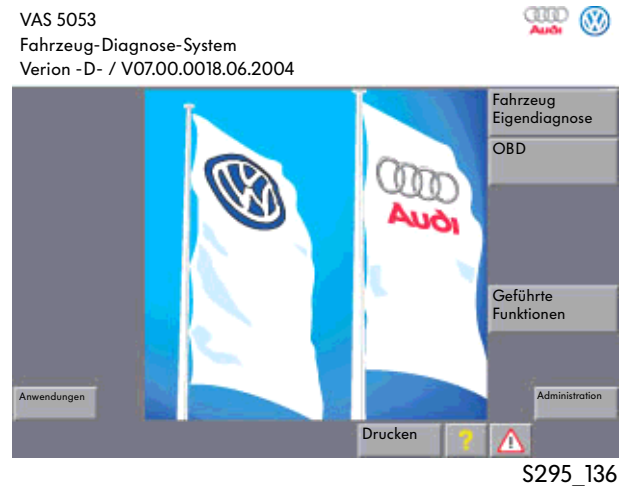 VAS 5053
Fahrzeug-Diagnose-System
Verion -D- / V07.00.0018.06.2004
Audi
Fahrzeug
Eigendiagnose
OBD
Audi
Geführte
Funktionen
Anwendungen
Administration
Drucken
?
S295_136